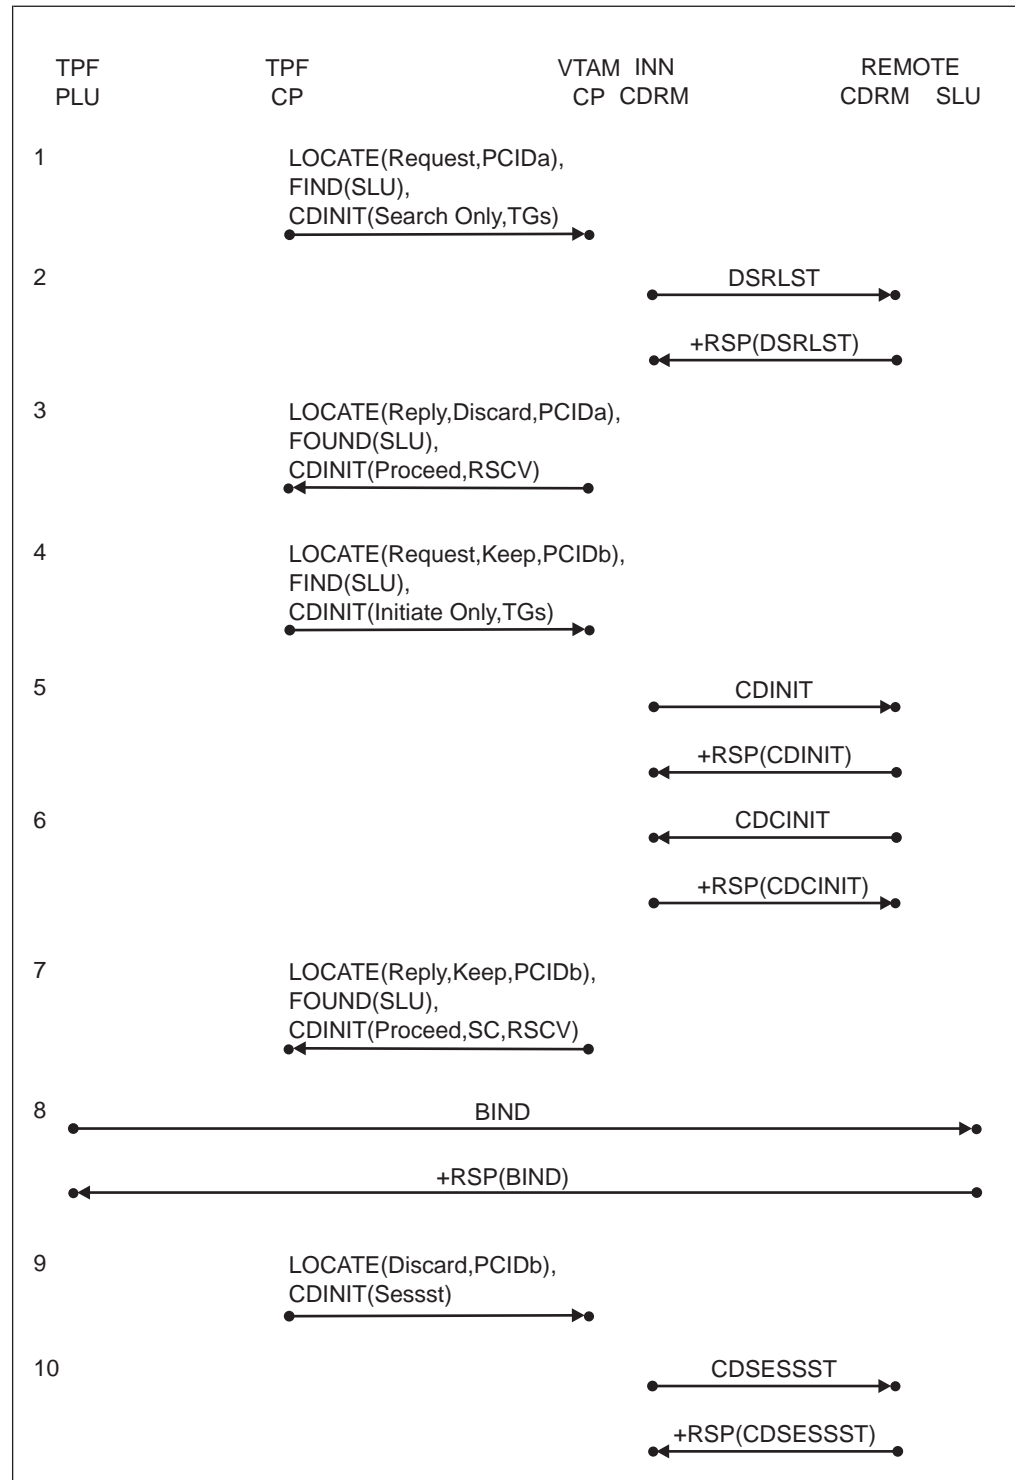 TPF TPF VTAM INN REMOTE
PLU CP CP CDRM CDRM SLU
1 LOCATE(Request,PCIDa),
FIND(SLU),
CDINIT(Search Only,TGs)
2 DSRLST
+RSP(DSRLST)
3 LOCATE(Reply,Discard,PCIDa),
FOUND(SLU),
CDINIT(Proceed,RSCV)
4 LOCATE(Request,Keep,PCIDb),
FIND(SLU),
CDINIT(Initiate Only,TGs)
5 CDINIT
+RSP(CDINIT)
6 CDCINIT
+RSP(CDCINIT)
7 LOCATE(Reply,Keep,PCIDb),
FOUND(SLU),
CDINIT(Proceed,SC,RSCV)
8 BIND
+RSP(BIND)
9 LOCATE(Discard,PCIDb),
CDINIT(Sessst)
10 CDSESSST
+RSP(CDSESSST)